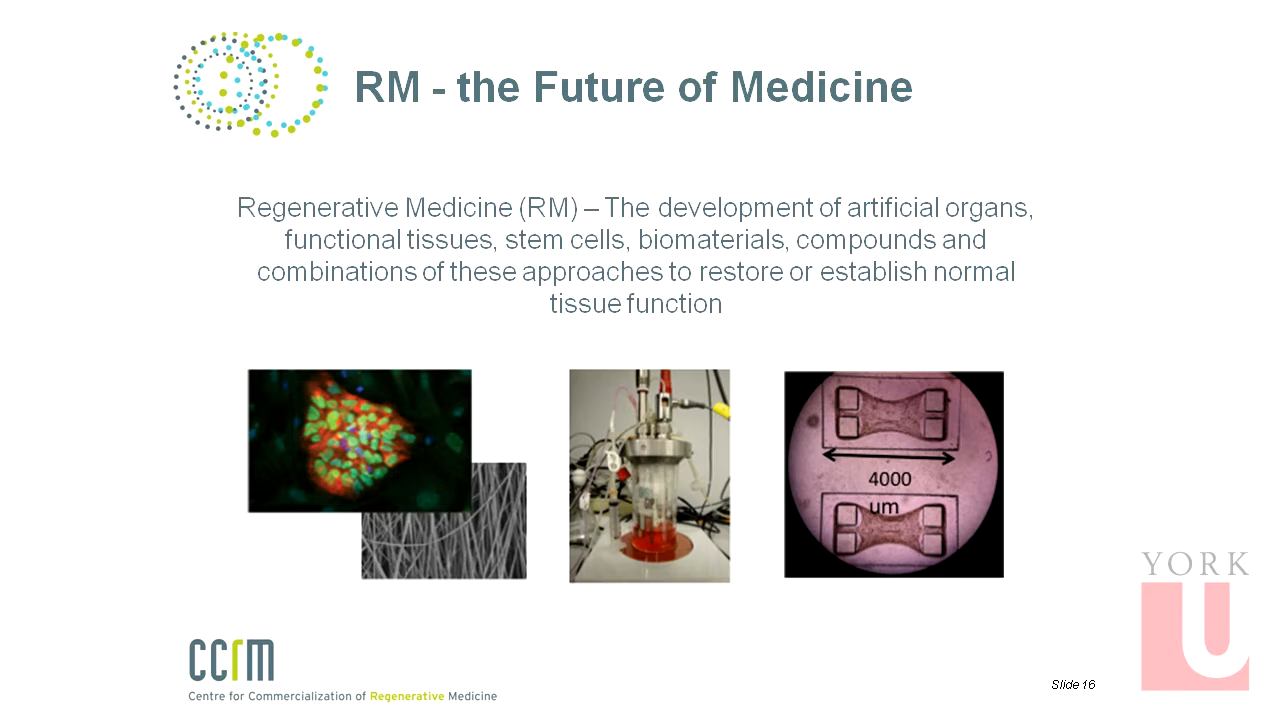 RM - the Future of Medicine
Regenerative Medicine (RM) – The development of artificial organs,
functional tissues, stem cells, biomaterials, compounds and
combinations of these approaches to restore or establish normal
tissue function
4000
um
YORK
U
ccrm
Centre for Commercialization of Regenerative Medicine
Slide 16